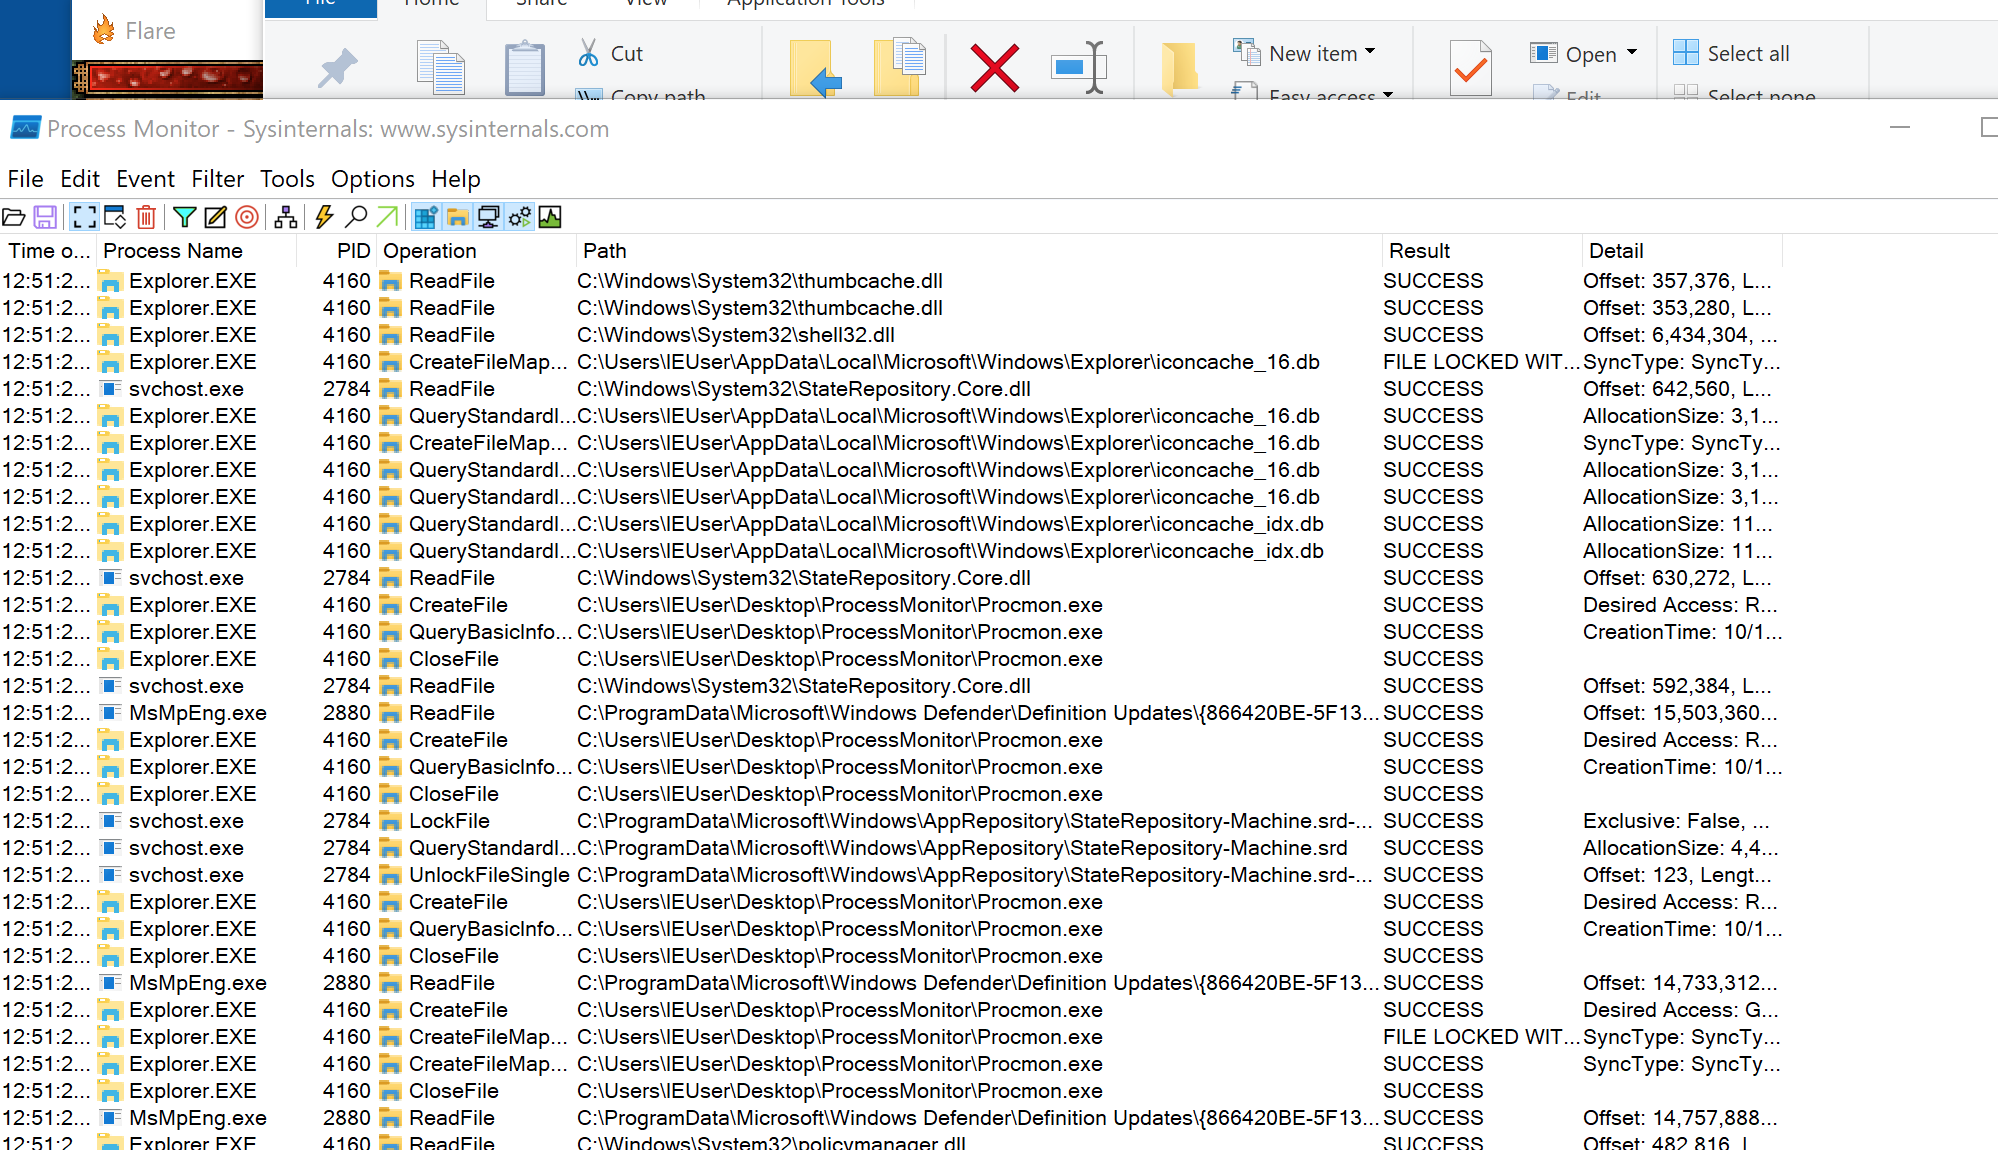 File Home Share View Application Tools
Flare
Cut
New item
Open
Select all
Copy path
Easy access
Edit
Select none
Process Monitor - Sysinternals: www.sysinternals.com
File Edit Event Filter Tools Options Help
Time o... Process Name PID Operation Path Result Detail
12:51:2... Explorer.EXE 4160 ReadFile C:\Windows\System32\thumbcache.dll SUCCESS Offset: 357,376, L...
12:51:2... Explorer.EXE 4160 ReadFile C:\Windows\System32\thumbcache.dll SUCCESS Offset: 353,280, L...
12:51:2... Explorer.EXE 4160 ReadFile C:\Windows\System32\shell32.dll SUCCESS Offset: 6,434,304, ...
12:51:2... Explorer.EXE 4160 CreateFileMap... C:\Users\IEUser\AppData\Local\Microsoft\Windows\Explorer\iconcache_16.db FILE LOCKED WIT... SyncType: SyncTy...
12:51:2... svchost.exe 2784 ReadFile C:\Windows\System32\StateRepository.Core.dll SUCCESS Offset: 642,560, L...
12:51:2... Explorer.EXE 4160 QueryStandardI... C:\Users\IEUser\AppData\Local\Microsoft\Windows\Explorer\iconcache_16.db SUCCESS AllocationSize: 3,1...
12:51:2... Explorer.EXE 4160 CreateFileMap... C:\Users\IEUser\AppData\Local\Microsoft\Windows\Explorer\iconcache_16.db SUCCESS SyncType: SyncTy...
12:51:2... Explorer.EXE 4160 QueryStandardI... C:\Users\IEUser\AppData\Local\Microsoft\Windows\Explorer\iconcache_16.db SUCCESS AllocationSize: 3,1...
12:51:2... Explorer.EXE 4160 QueryStandardI... C:\Users\IEUser\AppData\Local\Microsoft\Windows\Explorer\iconcache_16.db SUCCESS AllocationSize: 3,1...
12:51:2... Explorer.EXE 4160 QueryStandardI... C:\Users\IEUser\AppData\Local\Microsoft\Windows\Explorer\iconcache_idx.db SUCCESS AllocationSize: 11...
12:51:2... Explorer.EXE 4160 QueryStandardI... C:\Users\IEUser\AppData\Local\Microsoft\Windows\Explorer\iconcache_idx.db SUCCESS AllocationSize: 11...
12:51:2... svchost.exe 2784 ReadFile C:\Windows\System32\StateRepository.Core.dll SUCCESS Offset: 630,272, L...
12:51:2... Explorer.EXE 4160 CreateFile C:\Users\IEUser\Desktop\ProcessMonitor\Procmon.exe SUCCESS Desired Access: R...
12:51:2... Explorer.EXE 4160 QueryBasicInfo... C:\Users\IEUser\Desktop\ProcessMonitor\Procmon.exe SUCCESS CreationTime: 10/1...
12:51:2... Explorer.EXE 4160 CloseFile C:\Users\IEUser\Desktop\ProcessMonitor\Procmon.exe SUCCESS
12:51:2... svchost.exe 2784 ReadFile C:\Windows\System32\StateRepository.Core.dll SUCCESS Offset: 592,384, L...
12:51:2... MsMpEng.exe 2880 ReadFile C:\ProgramData\Microsoft\Windows Defender\Definition Updates\{866420BE-5F13... SUCCESS Offset: 15,503,360...
12:51:2... Explorer.EXE 4160 CreateFile C:\Users\IEUser\Desktop\ProcessMonitor\Procmon.exe SUCCESS Desired Access: R...
12:51:2... Explorer.EXE 4160 QueryBasicInfo... C:\Users\IEUser\Desktop\ProcessMonitor\Procmon.exe SUCCESS CreationTime: 10/1...
12:51:2... Explorer.EXE 4160 CloseFile C:\Users\IEUser\Desktop\ProcessMonitor\Procmon.exe SUCCESS
12:51:2... svchost.exe 2784 LockFile C:\ProgramData\Microsoft\Windows\AppRepository\StateRepository-Machine.srd-... SUCCESS Exclusive: False, ...
12:51:2... svchost.exe 2784 QueryStandardI... C:\ProgramData\Microsoft\Windows\AppRepository\StateRepository-Machine.srd SUCCESS AllocationSize: 4,4...
12:51:2... svchost.exe 2784 UnlockFileSingle C:\ProgramData\Microsoft\Windows\AppRepository\StateRepository-Machine.srd-... SUCCESS Offset: 123, Lengt...
12:51:2... Explorer.EXE 4160 CreateFile C:\Users\IEUser\Desktop\ProcessMonitor\Procmon.exe SUCCESS Desired Access: R...
12:51:2... Explorer.EXE 4160 QueryBasicInfo... C:\Users\IEUser\Desktop\ProcessMonitor\Procmon.exe SUCCESS CreationTime: 10/1...
12:51:2... Explorer.EXE 4160 CloseFile C:\Users\IEUser\Desktop\ProcessMonitor\Procmon.exe SUCCESS
12:51:2... MsMpEng.exe 2880 ReadFile C:\ProgramData\Microsoft\Windows Defender\Definition Updates\{866420BE-5F13... SUCCESS Offset: 14,733,312...
12:51:2... Explorer.EXE 4160 CreateFile C:\Users\IEUser\Desktop\ProcessMonitor\Procmon.exe SUCCESS Desired Access: G...
12:51:2... Explorer.EXE 4160 CreateFileMap... C:\Users\IEUser\Desktop\ProcessMonitor\Procmon.exe FILE LOCKED WIT... SyncType: SyncTy...
12:51:2... Explorer.EXE 4160 CreateFileMap... C:\Users\IEUser\Desktop\ProcessMonitor\Procmon.exe SUCCESS SyncType: SyncTy...
12:51:2... Explorer.EXE 4160 CloseFile C:\Users\IEUser\Desktop\ProcessMonitor\Procmon.exe SUCCESS
12:51:2... MsMpEng.exe 2880 ReadFile C:\ProgramData\Microsoft\Windows Defender\Definition Updates\{866420BE-5F13... SUCCESS Offset: 14,757,888...
12:51:2 Explorer.EXE 4160 ReadFile C:\Windows\System32\policymanager.dll SUCCESS Offset: 482,816, L